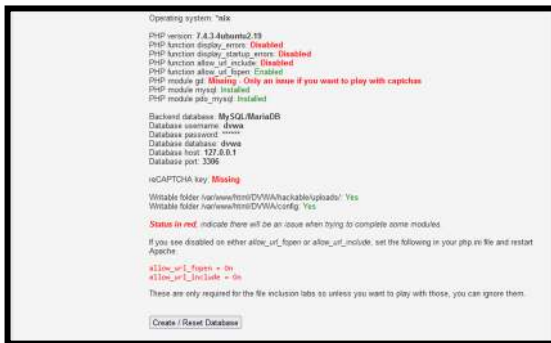 Operating system: *nix
PHP version: 7.4.3-4ubuntu2.19
PHP function display_errors: Disabled
PHP function display_startup_errors: Disabled
PHP function allow_url_include: Disabled
PHP function allow_url_fopen: Enabled
PHP module gd: Missing - Only an issue if you want to play with captchas
PHP module mysql: Installed
PHP module pdo_mysql: Installed
Backend database: MySQL/MariaDB
Database username: dvwa
Database password: ******
Database database: dvwa
Database host: 127.0.0.1
Database port: 3306
reCAPTCHA key: Missing
Writable folder /var/www/html/DVWA/hackable/uploads/: Yes
Writable folder /var/www/html/DVWA/config: Yes
Status in red, indicate there will be an issue when trying to complete some modules.
If you see disabled on either allow_url_fopen or allow_url_include, set the following in your php.ini file and restart
Apache.
allow_url_fopen = On
allow_url_include = On
These are only required for the file inclusion labs so unless you want to play with those, you can ignore them.
Create / Reset Database